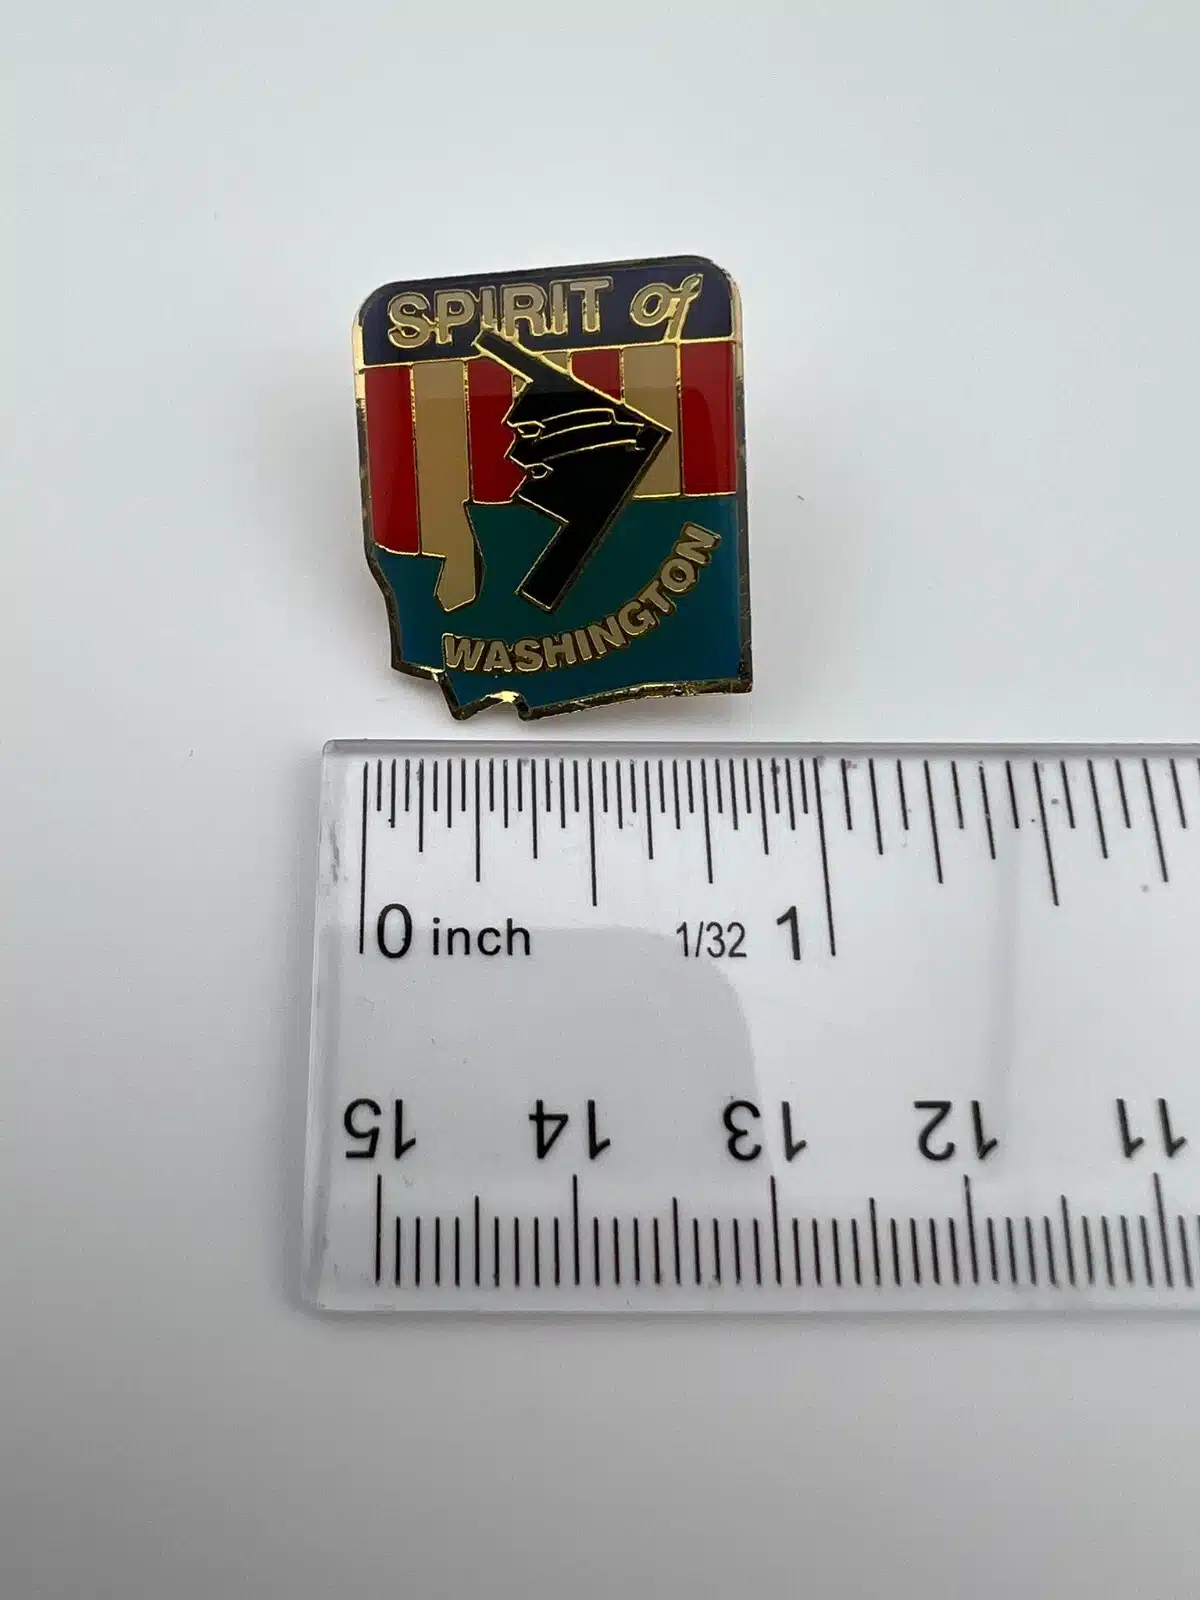 SPIRIT of
WASHINGTON
0 inch 1/32 1
15 14 13 12 11